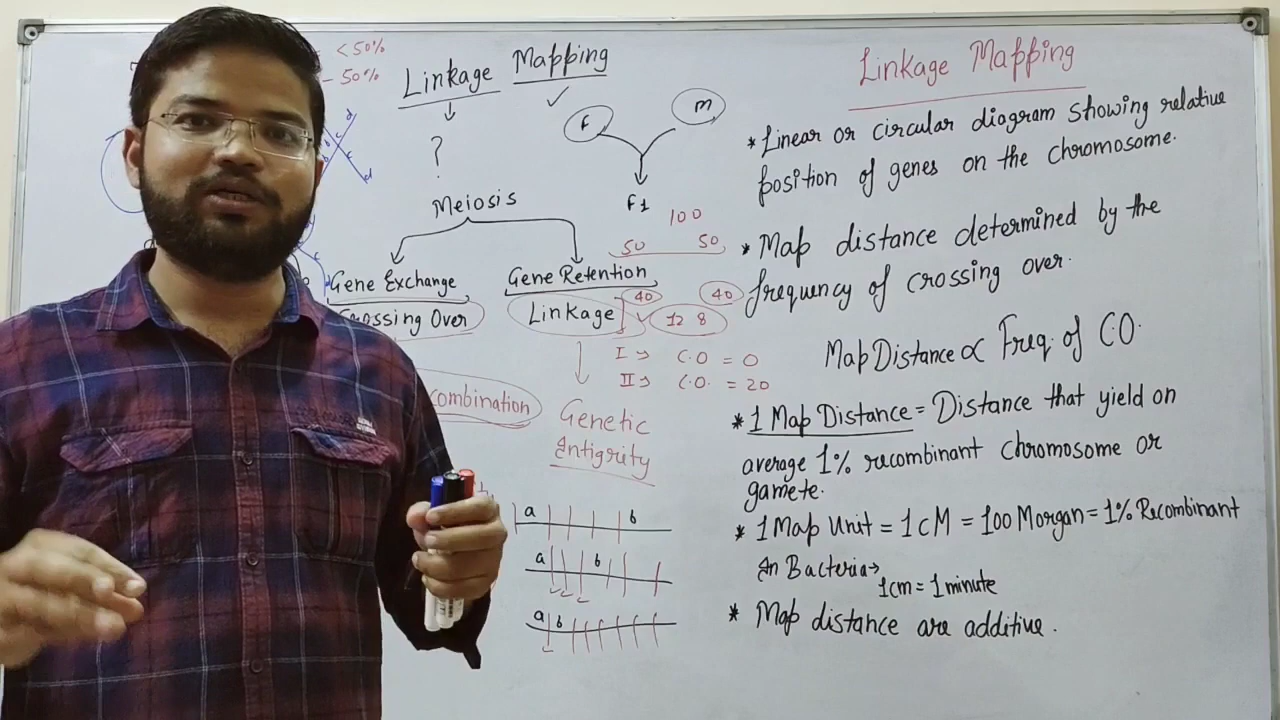 < 50%
- 50%
Linkage Mapping
?
f m
F1
Meiosis
100
50 50
Gene Exchange Gene Retention
Crossing Over Linkage
40 40
12 8
I → C.O = 0
II → C.O. = 20
combination
Genetic
Antigrity
a b
a b
a b
d
c
b
c
d
Linkage Mapping
* Linear or circular diagram showing relative
position of genes on the chromosome.
* Map distance determined by the
frequency of crossing over.
Map Distance ∝ Freq. of CO.
* 1 Map Distance = Distance that yield on
average 1% recombinant chromosome or
gamete.
* 1 Map Unit = 1 cM = 100 Morgan = 1% Recombinant
In Bacteria →
1cm = 1 minute
* Map distance are additive.